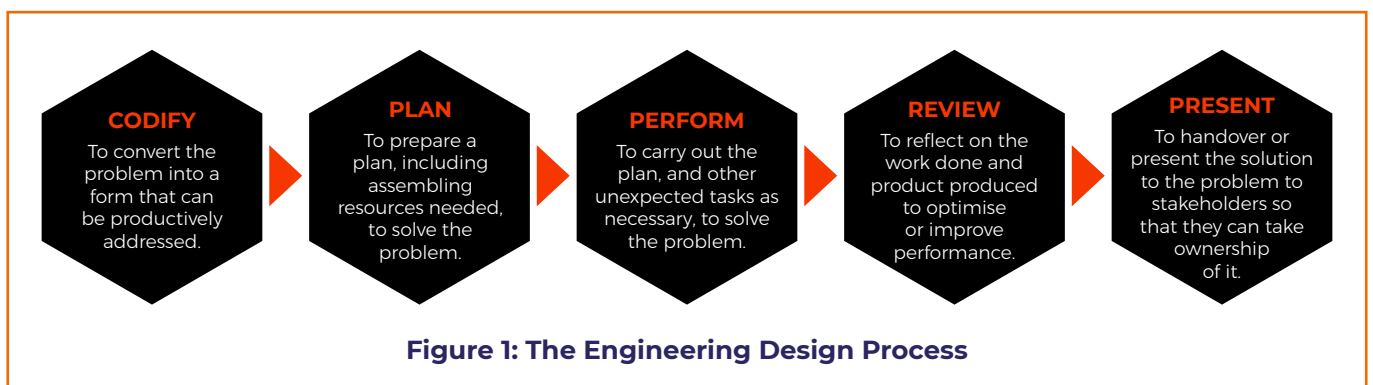 CODIFY
To convert the
problem into a
form that can
be productively
addressed.
PLAN
To prepare a
plan, including
assembling
resources needed,
to solve the
problem.
PERFORM
To carry out the
plan, and other
unexpected tasks as
necessary, to solve
the problem.
REVIEW
To reflect on the
work done and
product produced
to optimise
or improve
performance.
PRESENT
To handover or
present the solution
to the problem to
stakeholders so
that they can take
ownership
of it.
Figure 1: The Engineering Design Process